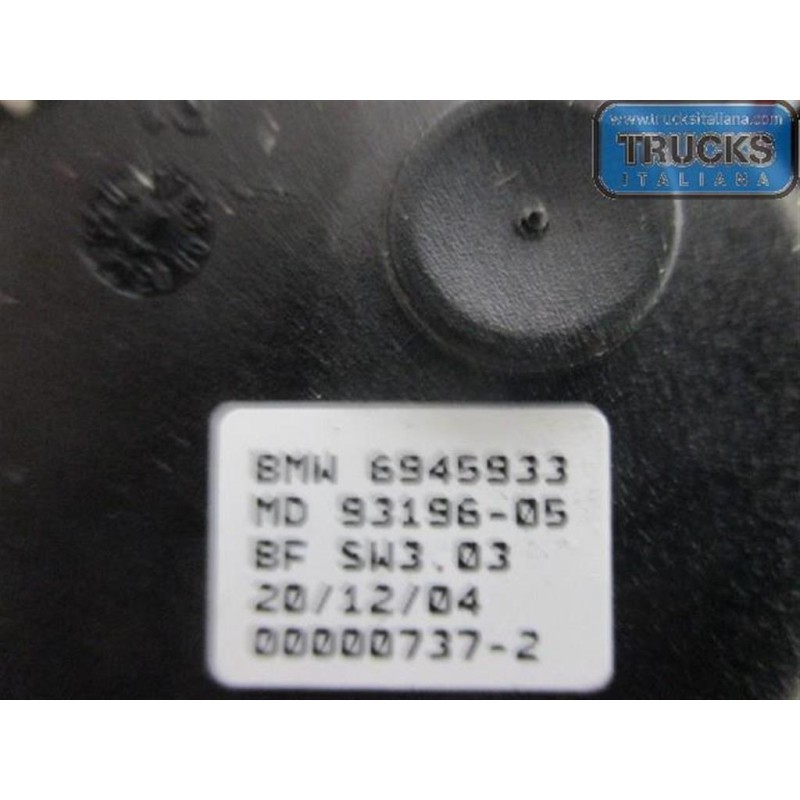 www.trucksitaliana.com
TRUCKS
ITALIANA
BMW 6945933
MD 93196-05
BF SW3.03
20/12/04
00000737-2